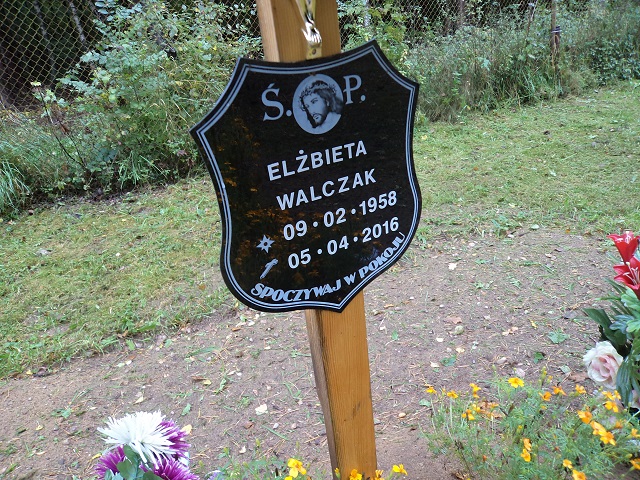 Ś. P.
ELŻBIETA
WALCZAK
09 • 02 • 1958
05 • 04 • 2016
SPOCZYWAJ W POKOJU